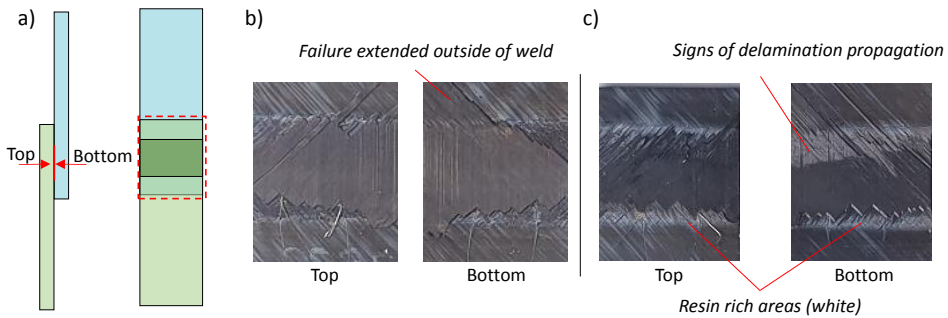 a)
Top
Bottom
b)
Failure extended outside of weld
Top
Bottom
c)
Signs of delamination propagation
Top
Bottom
Resin rich areas (white)